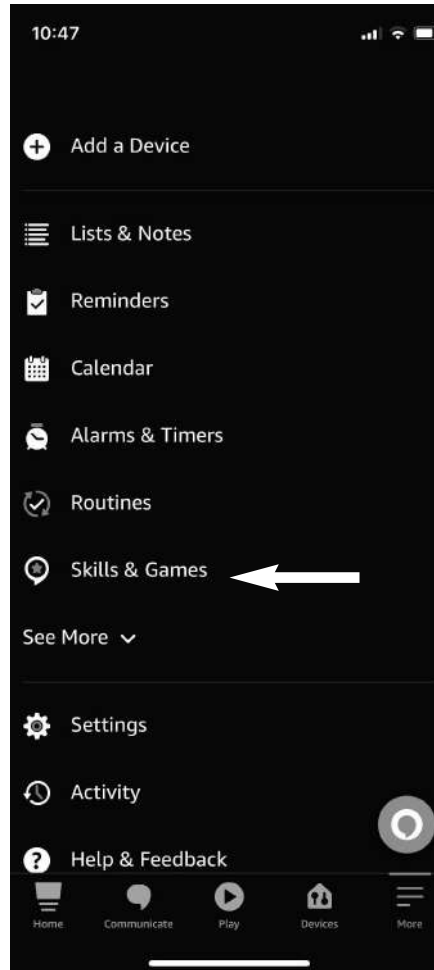 10:47
Add a Device
Lists & Notes
Reminders
Calendar
Alarms & Timers
Routines
Skills & Games
See More
Settings
Activity
? Help & Feedback
Home Communicate Play Devices More